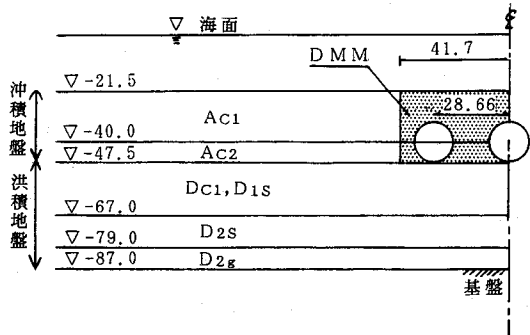 ▽ 海面
℄
41.7
DMM
▽-21.5
28.66
沖積地盤
AC1
▽-40.0
▽-47.5
AC2
洪積地盤
DC1,D1S
▽-67.0
D2S
▽-79.0
D2g
▽-87.0
基盤